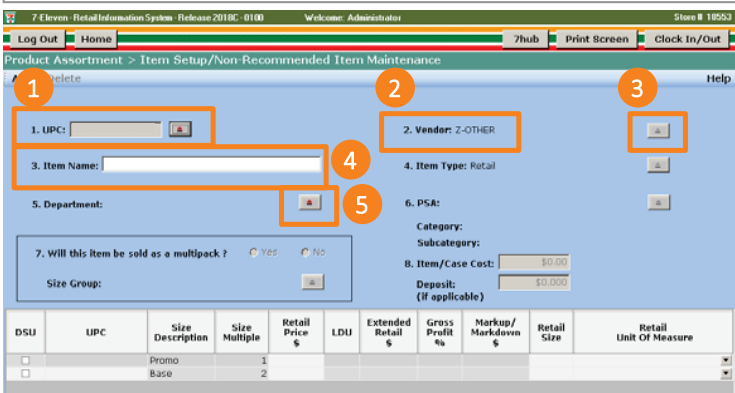 7-Eleven - Retail Information System - Release 2018C - 0100 Welcome: Administrator Store # 18553
Log Out Home 7hub Print Screen Clock In/Out
Product Assortment > Item Setup/Non-Recommended Item Maintenance
Delete Help
1 2 3
1. UPC: 2. Vendor: Z-OTHER
3. Item Name: 4 4. Item Type: Retail
5. Department: 5 6. PSA:
Category:
Subcategory:
7. Will this item be sold as a multipack ? Yes No
8. Item/Case Cost: $0.00
Size Group: Deposit: $0.000
(if applicable)
DSU UPC Size Description Size Multiple Retail Price $ LDU Extended Retail $ Gross Profit % Markup/ Markdown $ Retail Size Retail Unit Of Measure
Promo 1
Base 2